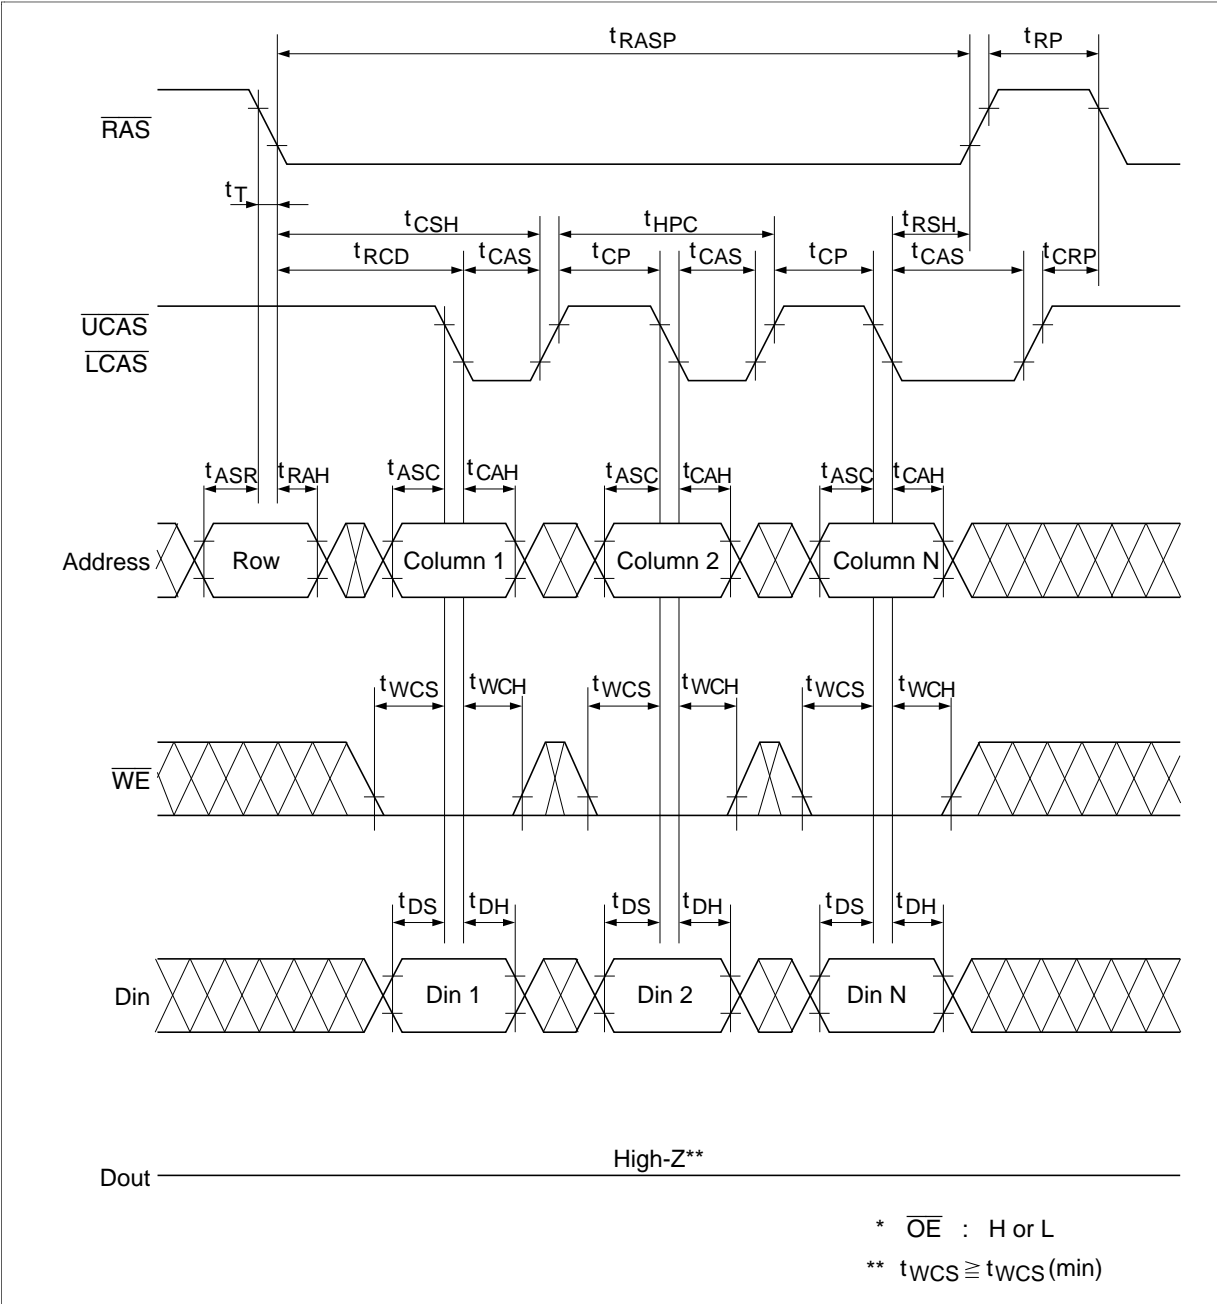 tRASP tRP
RAS
tT
tCSH tHPC tRSH
tRCD tCAS tCP tCAS tCP tCAS tCRP
UCAS
LCAS
tASR tRAH tASC tCAH tASC tCAH tASC tCAH
Address Row Column 1 Column 2 Column N
tWCS tWCH tWCS tWCH tWCS tWCH
WE
tDS tDH tDS tDH tDS tDH
Din Din 1 Din 2 Din N
High-Z**
Dout
* OE : H or L
** tWCS ≧ tWCS (min)